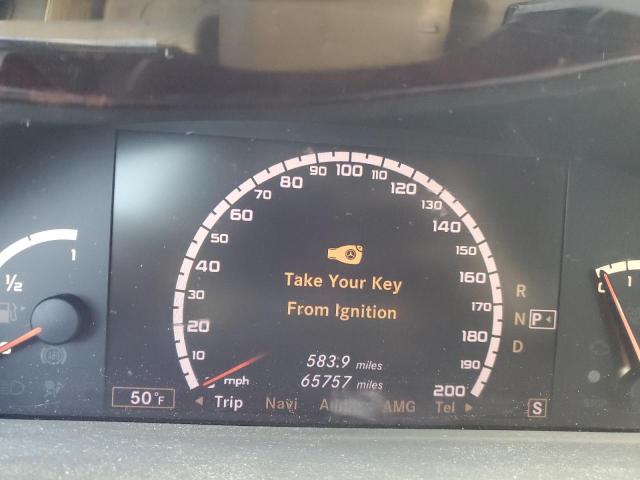 90 100 110
80 120
70 130
60 140
50 150
40 160
30 170
20 180
10 190
mph 200
Take Your Key
From Ignition
583.9 miles
65757 miles
R
N P
D
1
1/2
0 1
50°F
Trip Navi AMG Tel
S